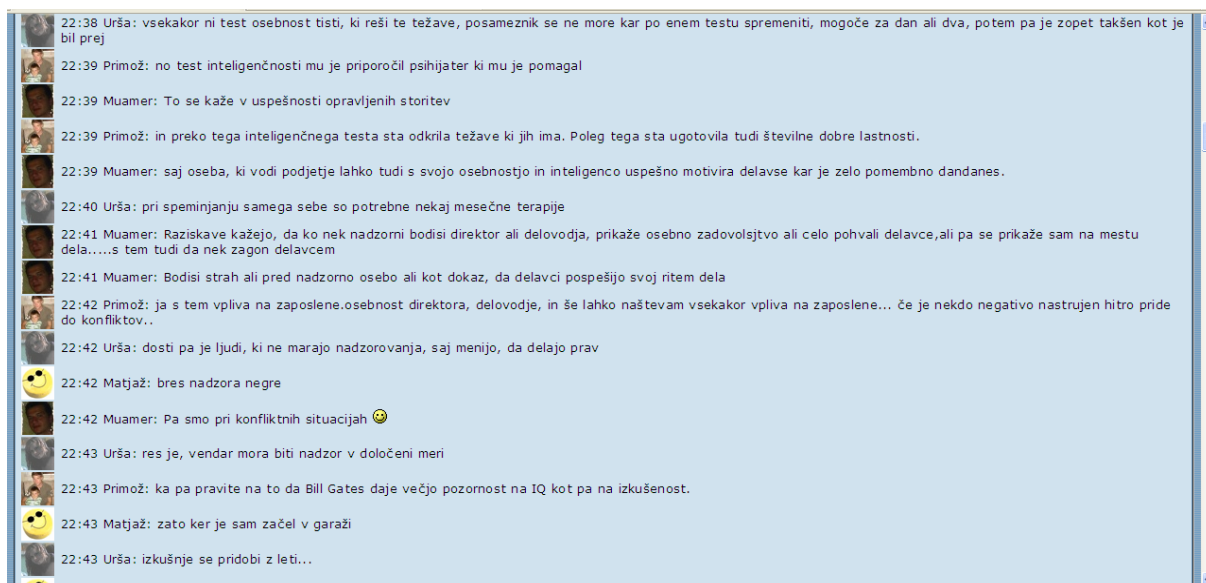 22:38 Urša: vsekakor ni test osebnost tisti, ki reši te težave, posameznik se ne more kar po enem testu spremeniti, mogoče za dan ali dva, potem pa je zopet takšen kot je
bil prej
22:39 Primož: no test inteligenčnosti mu je priporočil psihijater ki mu je pomagal
22:39 Muamer: To se kaže v uspešnosti opravljenih storitev
22:39 Primož: in preko tega inteligenčnega testa sta odkrila težave ki jih ima. Poleg tega sta ugotovila tudi številne dobre lastnosti.
22:39 Muamer: saj oseba, ki vodi podjetje lahko tudi s svojo osebnostjo in inteligenco uspešno motivira delavse kar je zelo pomembno dandanes.
22:40 Urša: pri speminjanju samega sebe so potrebne nekaj mesečne terapije
22:41 Muamer: Raziskave kažejo, da ko nek nadzorni bodisi direktor ali delovodja, prikaže osebno zadovolsjtvo ali celo pohvali delavce,ali pa se prikaže sam na mestu
dela.....s tem tudi da nek zagon delavcem
22:41 Muamer: Bodisi strah ali pred nadzorno osebo ali kot dokaz, da delavci pospešijo svoj ritem dela
22:42 Primož: ja s tem vpliva na zaposlene.osebnost direktora, delovodje, in še lahko naštevam vsekakor vpliva na zaposlene... če je nekdo negativno nastrujen hitro pride
do konfliktov..
22:42 Urša: dosti pa je ljudi, ki ne marajo nadzorovanja, saj menijo, da delajo prav
22:42 Matjaž: bres nadzora negre
22:42 Muamer: Pa smo pri konfliktnih situacijah
22:43 Urša: res je, vendar mora biti nadzor v določeni meri
22:43 Primož: ka pa pravite na to da Bill Gates daje večjo pozornost na IQ kot pa na izkušenost.
22:43 Matjaž: zato ker je sam začel v garaži
22:43 Urša: izkušnje se pridobi z leti...